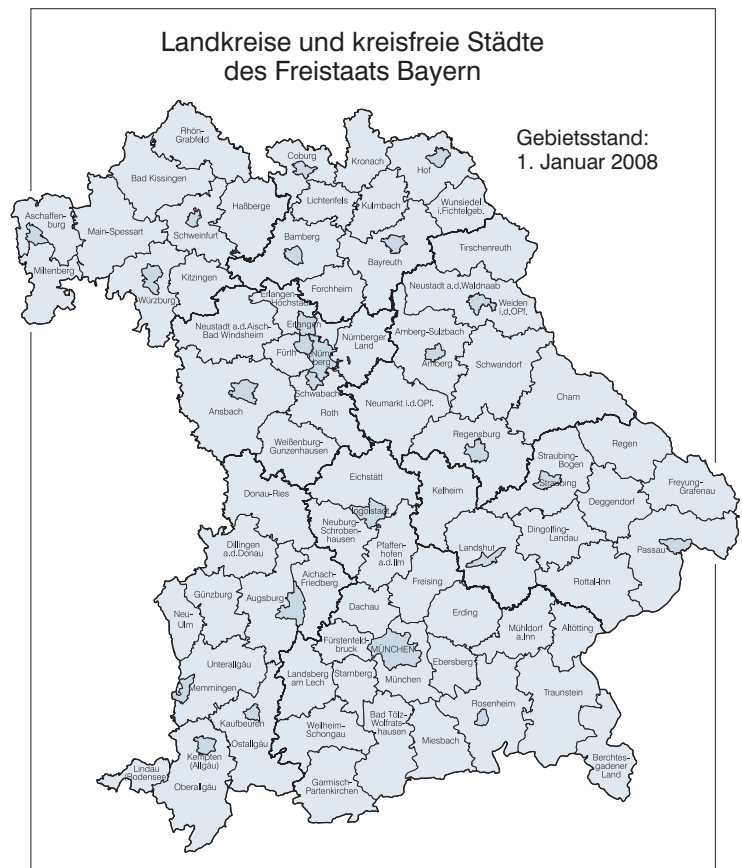 Landkreise und kreisfreie Städte
des Freistaats Bayern
Gebietsstand:
1. Januar 2008
Rhön-
Grabfeld
Coburg
Kronach
Hof
Bad Kissingen
Lichtenfels
Kulmbach
Wunsiedel
i.Fichtelgeb.
Haßberge
Aschaffen-
burg
Main-Spessart
Schweinfurt
Bamberg
Bayreuth
Tirschenreuth
Miltenberg
Würzburg
Kitzingen
Forchheim
Neustadt a.d.Waldnaab
Erlangen-
Höchstadt
Weiden
i.d.OPf.
Neustadt a.d.Aisch-
Bad Windsheim
Erlangen
Nürnberger
Land
Amberg-Sulzbach
Fürth
Nürn-
berg
Amberg
Schwandorf
Ansbach
Schwabach
Roth
Neumarkt i.d.OPf.
Cham
Weißenburg-
Gunzenhausen
Regensburg
Regen
Straubing-
Bogen
Straubing
Eichstätt
Kelheim
Freyung-
Grafenau
Deggendorf
Donau-Ries
Ingolstadt
Neuburg-
Schroben-
hausen
Dingolfing-
Landau
Pfaffen-
hofen
a.d.Ilm
Landshut
Passau
Dillingen
a.d.Donau
Aichach-
Friedberg
Freising
Rottal-Inn
Günzburg
Augsburg
Neu-
Ulm
Dachau
Erding
Mühldorf
a.Inn
Altötting
Fürstenfeld-
bruck
MÜNCHEN
Unterallgäu
Landsberg
am Lech
Starnberg
München
Ebersberg
Memmingen
Traunstein
Rosenheim
Kaufbeuren
Ostallgäu
Weilheim-
Schongau
Bad Tölz-
Wolfrats-
hausen
Miesbach
Kempten
(Allgäu)
Berchtes-
gadener
Land
Lindau
(Bodensee)
Oberallgäu
Garmisch-
Partenkirchen